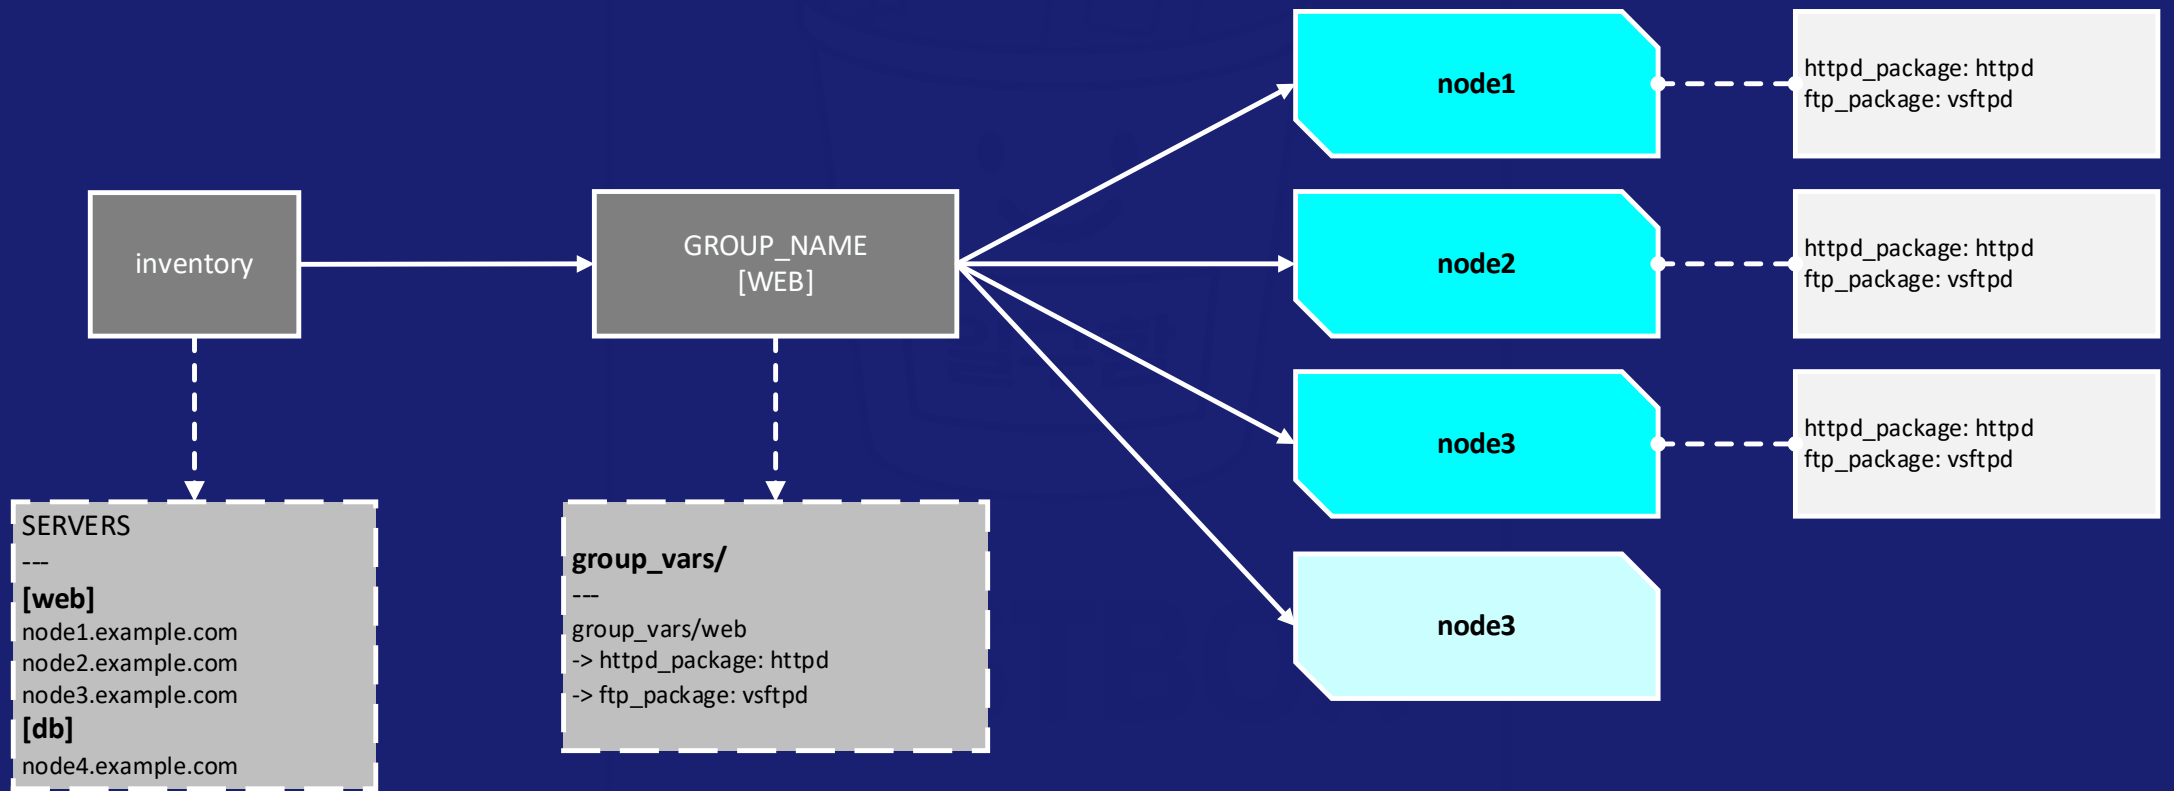 inventory
SERVERS
---
[web]
node1.example.com
node2.example.com
node3.example.com
[db]
node4.example.com
GROUP_NAME
[WEB]
group_vars/
---
group_vars/web
-> httpd_package: httpd
-> ftp_package: vsftpd
node1
httpd_package: httpd
ftp_package: vsftpd
node2
httpd_package: httpd
ftp_package: vsftpd
node3
httpd_package: httpd
ftp_package: vsftpd
node3